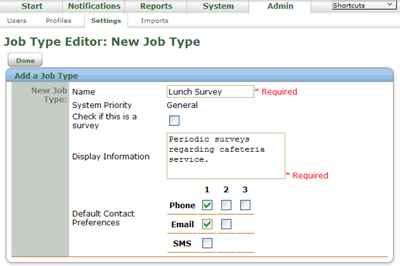 Start Notifications Reports System Admin Shortcuts
Users Profiles Settings Imports
Job Type Editor: New Job Type
Done
Add a Job Type
New Job Type:
Name Lunch Survey * Required
System Priority General
Check if this is a
survey
Display Information
Periodic surveys
regarding cafeteria
service.
* Required
Default Contact
Preferences
1 2 3
Phone
Email
SMS